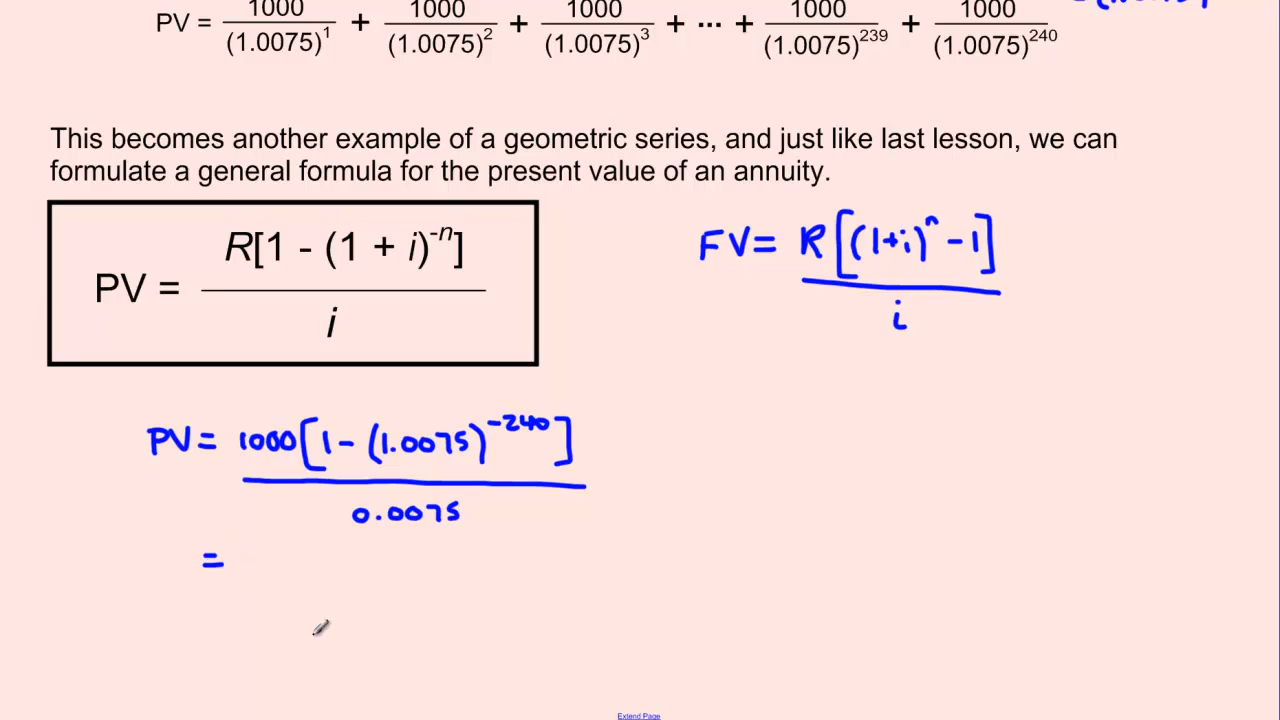 PV = 1000/(1.0075)^1 + 1000/(1.0075)^2 + 1000/(1.0075)^3 + ... + 1000/(1.0075)^239 + 1000/(1.0075)^240
This becomes another example of a geometric series, and just like last lesson, we can
formulate a general formula for the present value of an annuity.
PV = R[1 - (1 + i)^-n] / i
FV = R[(1+i)^n - 1] / i
PV = 1000[1 - (1.0075)^-240] / 0.0075
=
Extend Page